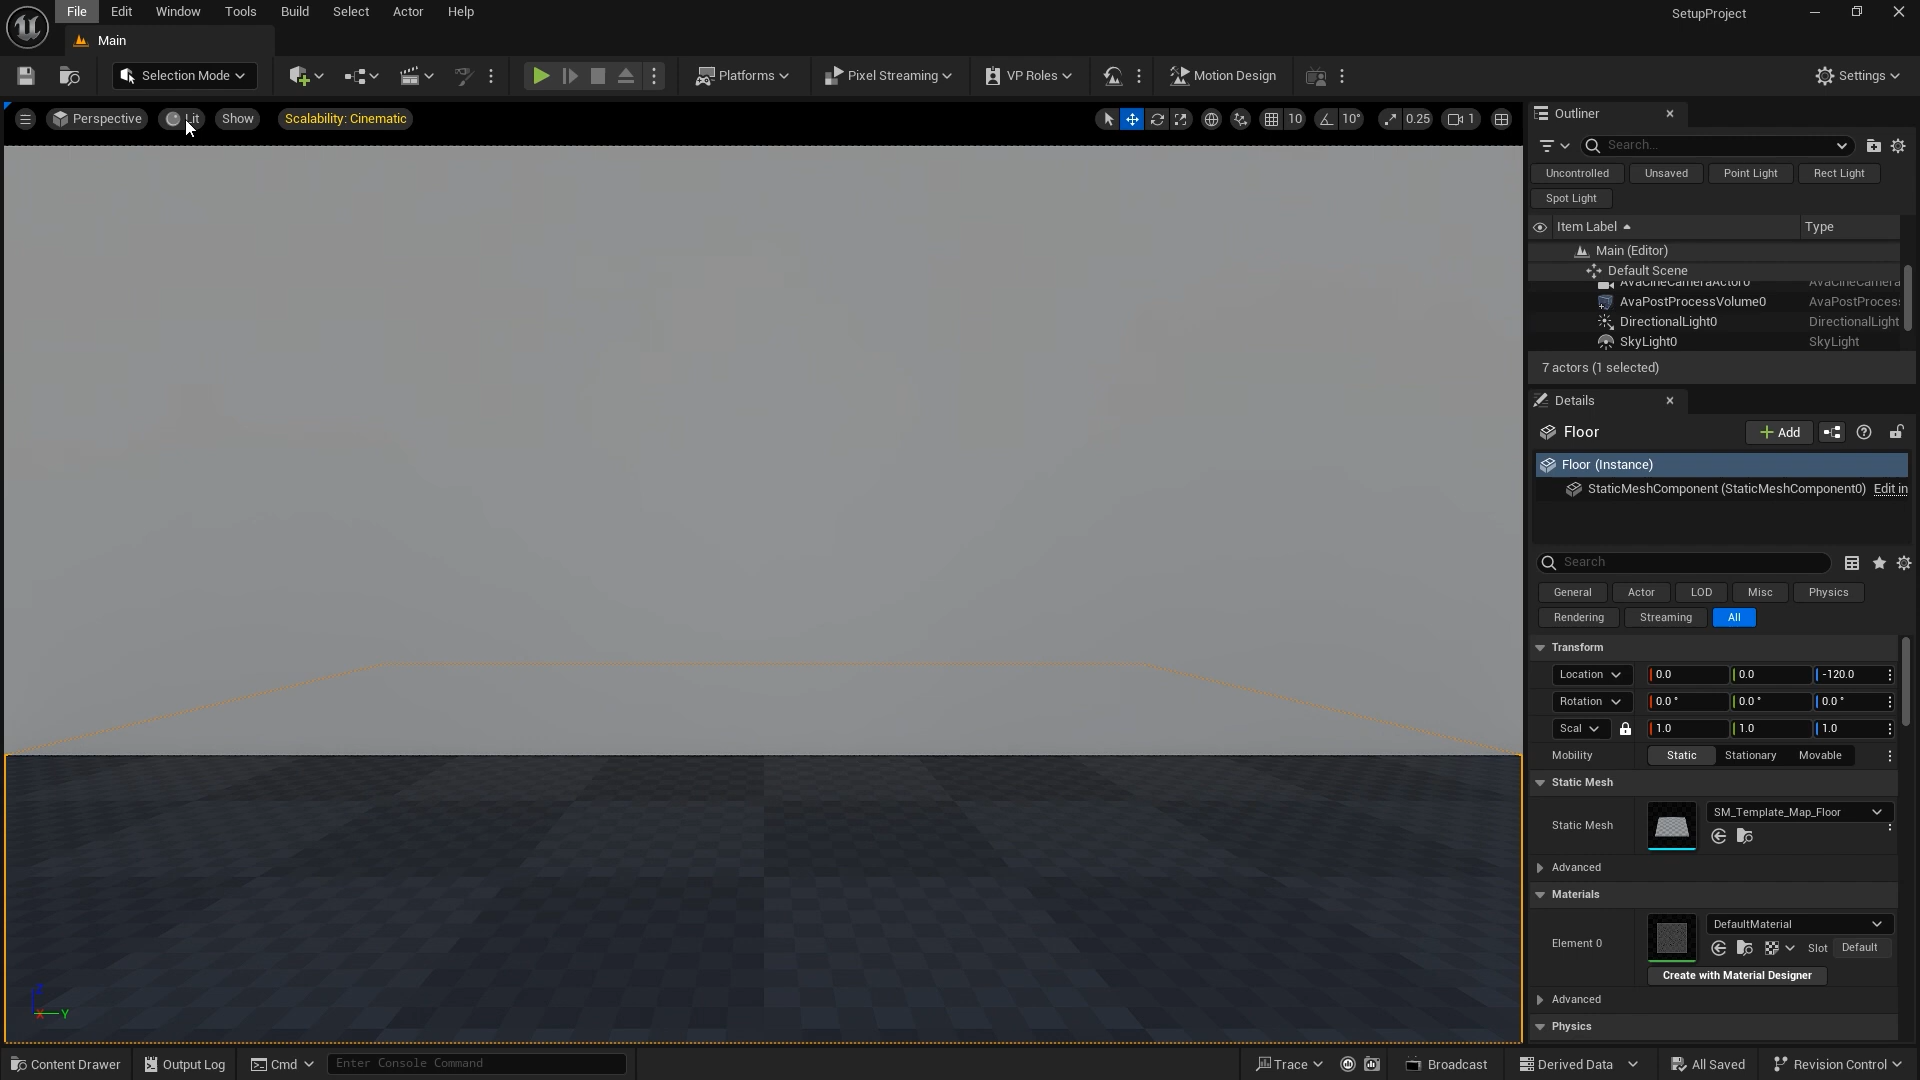 File Edit Window Tools Build Select Actor Help SetupProject
Main
Selection Mode Platforms Pixel Streaming VP Roles Motion Design Settings
Perspective Lit Show Scalability: Cinematic 10 10° 0.25 1
Outliner
Search...
Uncontrolled Unsaved Point Light Rect Light
Spot Light
Item Label Type
Main (Editor)
Default Scene
AvaCineCameraActor0 AvaCineCamera
AvaPostProcessVolume0 AvaPostProces
DirectionalLight0 DirectionalLight
SkyLight0 SkyLight
7 actors (1 selected)
Details
Floor Add
Floor (Instance)
StaticMeshComponent (StaticMeshComponent0) Edit in
Search
General Actor LOD Misc Physics
Rendering Streaming All
Transform
Location 0.0 0.0 -120.0
Rotation 0.0 ° 0.0 ° 0.0 °
Scal 1.0 1.0 1.0
Mobility Static Stationary Movable
Static Mesh
Static Mesh SM_Template_Map_Floor
Advanced
Materials
DefaultMaterial
Element 0 Slot Default
Create with Material Designer
Advanced
Physics
Z
X Y
Content Drawer Output Log Cmd Enter Console Command Trace Broadcast Derived Data All Saved Revision Control